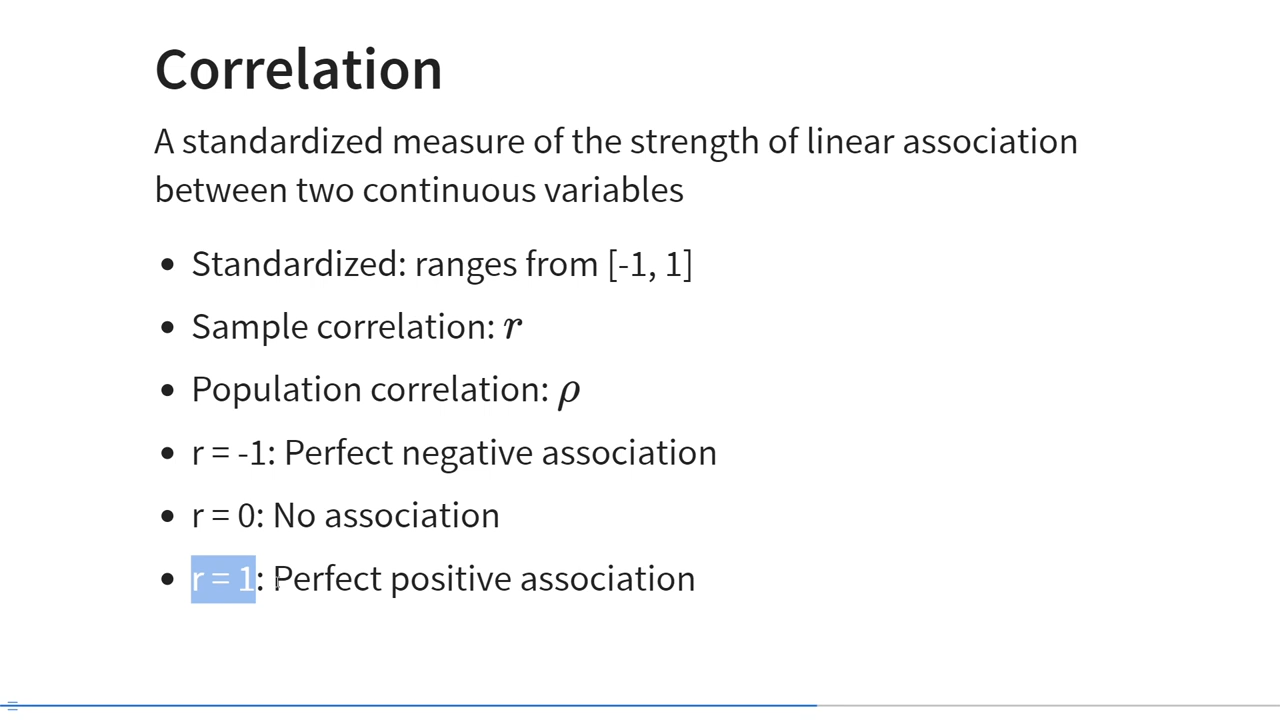 Correlation
A standardized measure of the strength of linear association
between two continuous variables
• Standardized: ranges from [-1, 1]
• Sample correlation: r
• Population correlation: ρ
• r = -1: Perfect negative association
• r = 0: No association
• r = 1: Perfect positive association